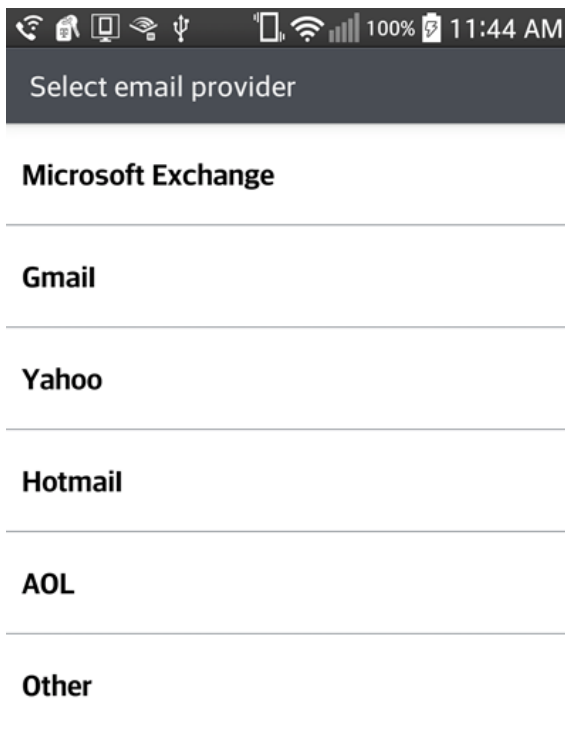 100% 11:44 AM
Select email provider
Microsoft Exchange
Gmail
Yahoo
Hotmail
AOL
Other